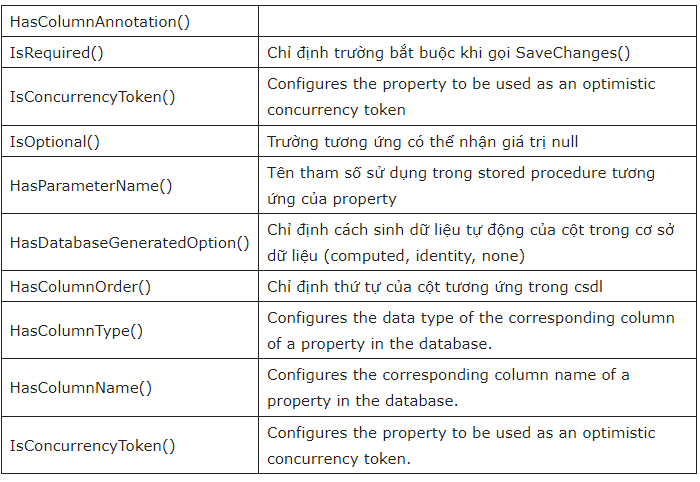 HasColumnAnnotation()
IsRequired()
Chỉ định trường bắt buộc khi gọi SaveChanges()
IsConcurrencyToken()
Configures the property to be used as an optimistic
concurrency token
IsOptional()
Trường tương ứng có thể nhận giá trị null
HasParameterName()
Tên tham số sử dụng trong stored procedure tương
ứng của property
HasDatabaseGeneratedOption()
Chỉ định cách sinh dữ liệu tự động của cột trong cơ sở
dữ liệu (computed, identity, none)
HasColumnOrder()
Chỉ định thứ tự của cột tương ứng trong csdl
HasColumnType()
Configures the data type of the corresponding column
of a property in the database.
HasColumnName()
Configures the corresponding column name of a
property in the database.
IsConcurrencyToken()
Configures the property to be used as an optimistic
concurrency token.